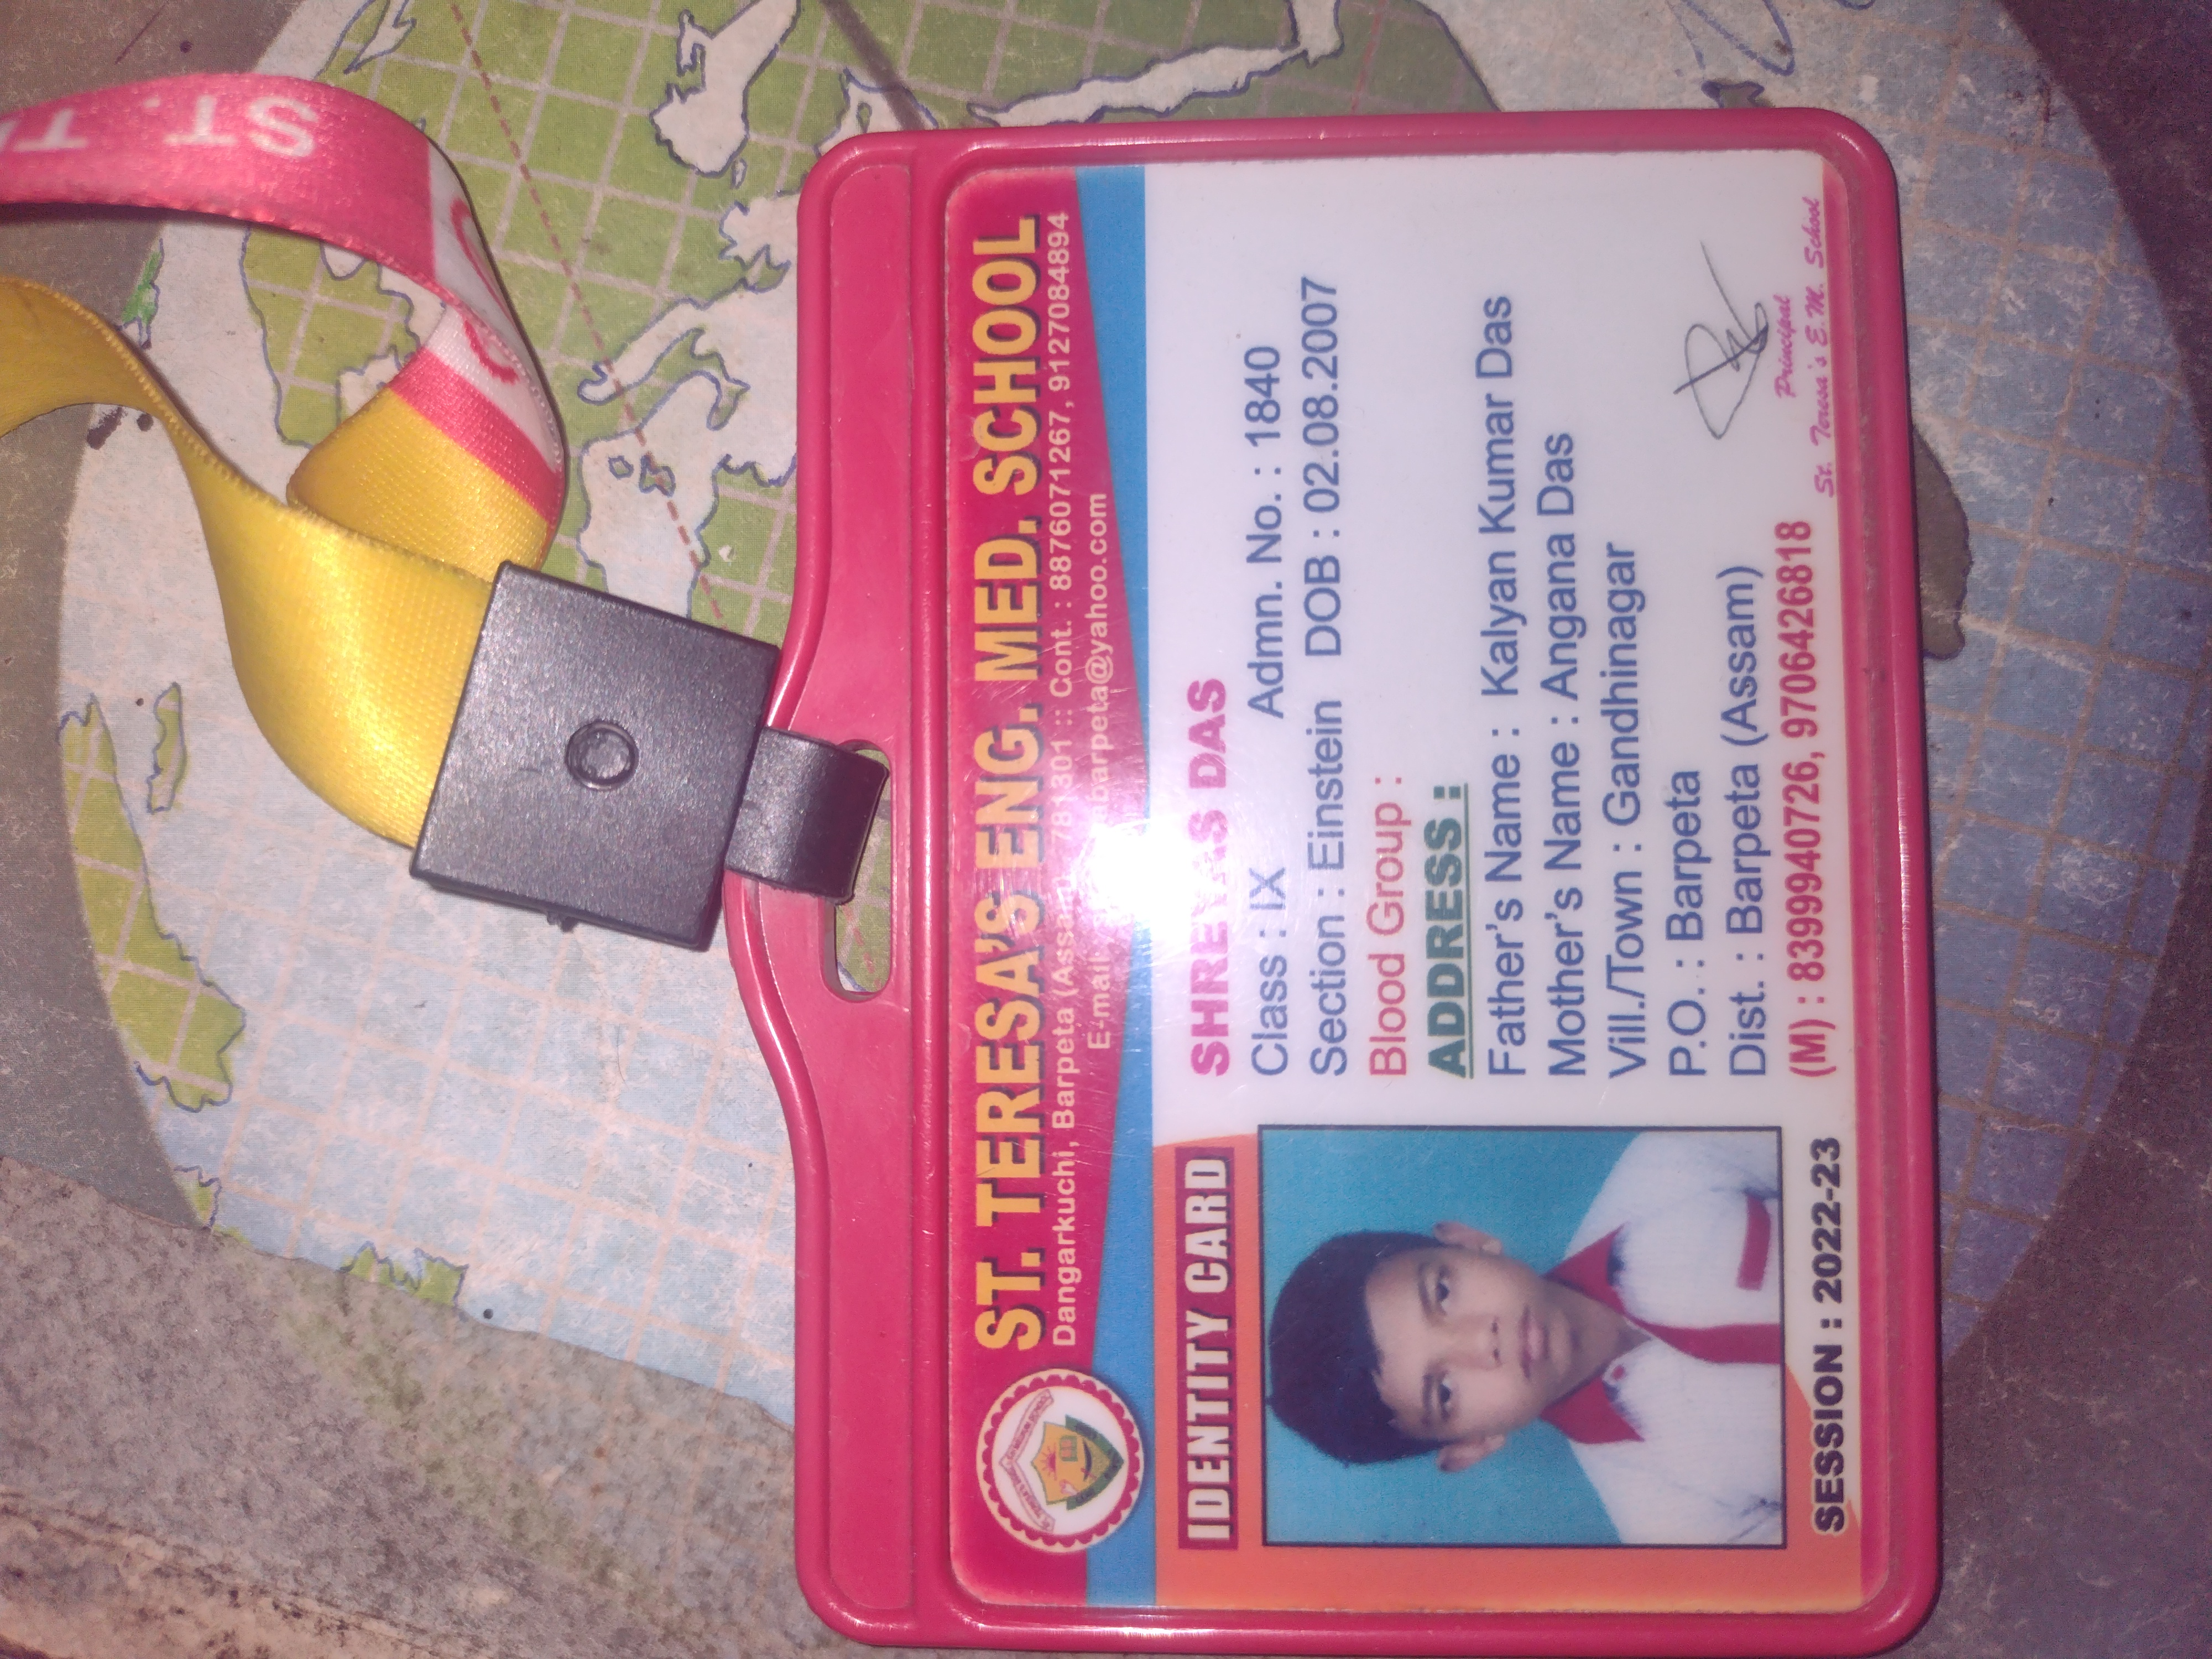 ST. T
ST. TERESA'S ENG. MED. SCHOOL
Dangarkuchi, Barpeta (Assam) - 781301 :: Cont. : 8876071267, 9127084894
E-mail : barpeta@yahoo.com
IDENTITY CARD
SHREYAS DAS
Class : IX Admn. No. : 1840
Section : Einstein DOB : 02.08.2007
Blood Group :
ADDRESS :
Father's Name : Kalyan Kumar Das
Mother's Name : Angana Das
Vill./Town : Gandhinagar
P.O. : Barpeta
Dist. : Barpeta (Assam)
(M) : 8399940726, 9706426818
Principal
St. Teresa's E.M. School
SESSION : 2022-23